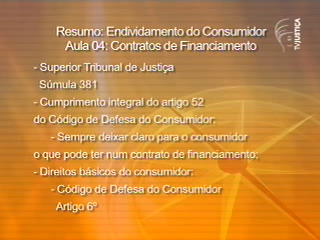 Resumo: Endividamento do Consumidor
Aula 04: Contratos de Financiamento
- Superior Tribunal de Justiça
Súmula 381
- Cumprimento integral do artigo 52
do Código de Defesa do Consumidor;
- Sempre deixar claro para o consumidor
o que pode ter num contrato de financiamento;
- Direitos básicos do consumidor:
- Código de Defesa do Consumidor
Artigo 6º
TVJUSTIÇA